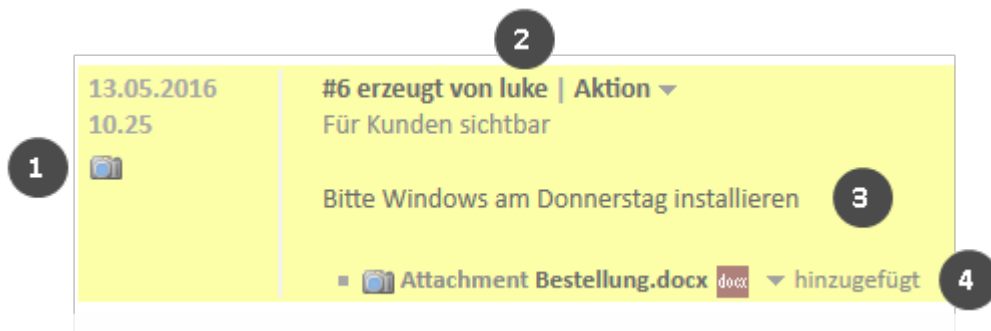 2
13.05.2016
10.25
#6 erzeugt von luke | Aktion
Für Kunden sichtbar
1
Bitte Windows am Donnerstag installieren
3
Attachment Bestellung.docx docx hinzugefügt
4